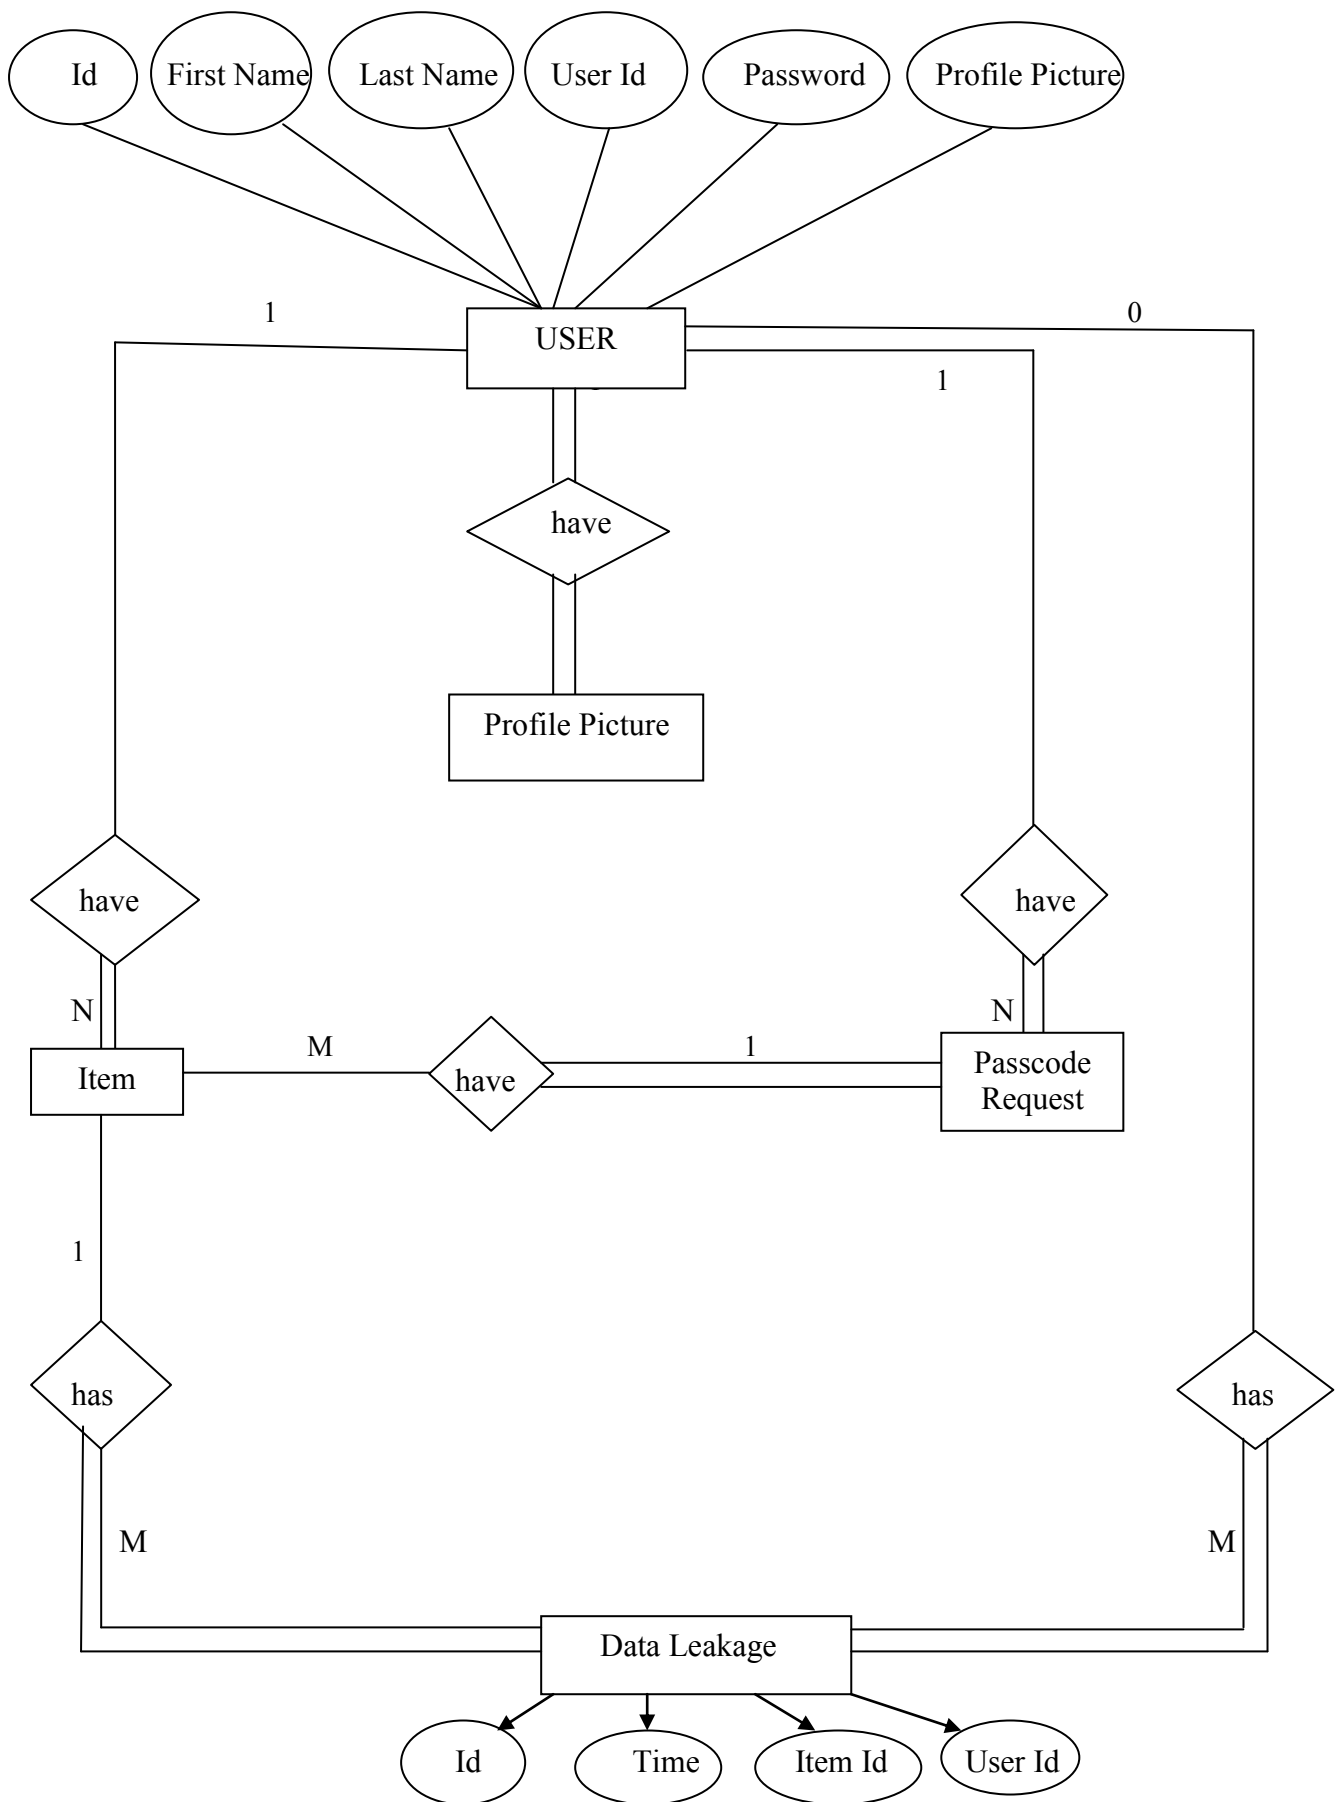 Id First Name Last Name User Id Password Profile Picture
1 0
USER
1
have
Profile Picture
have have
N N
M 1
Item have Passcode
Request
1
has has
M M
Data Leakage
Id Time Item Id User Id